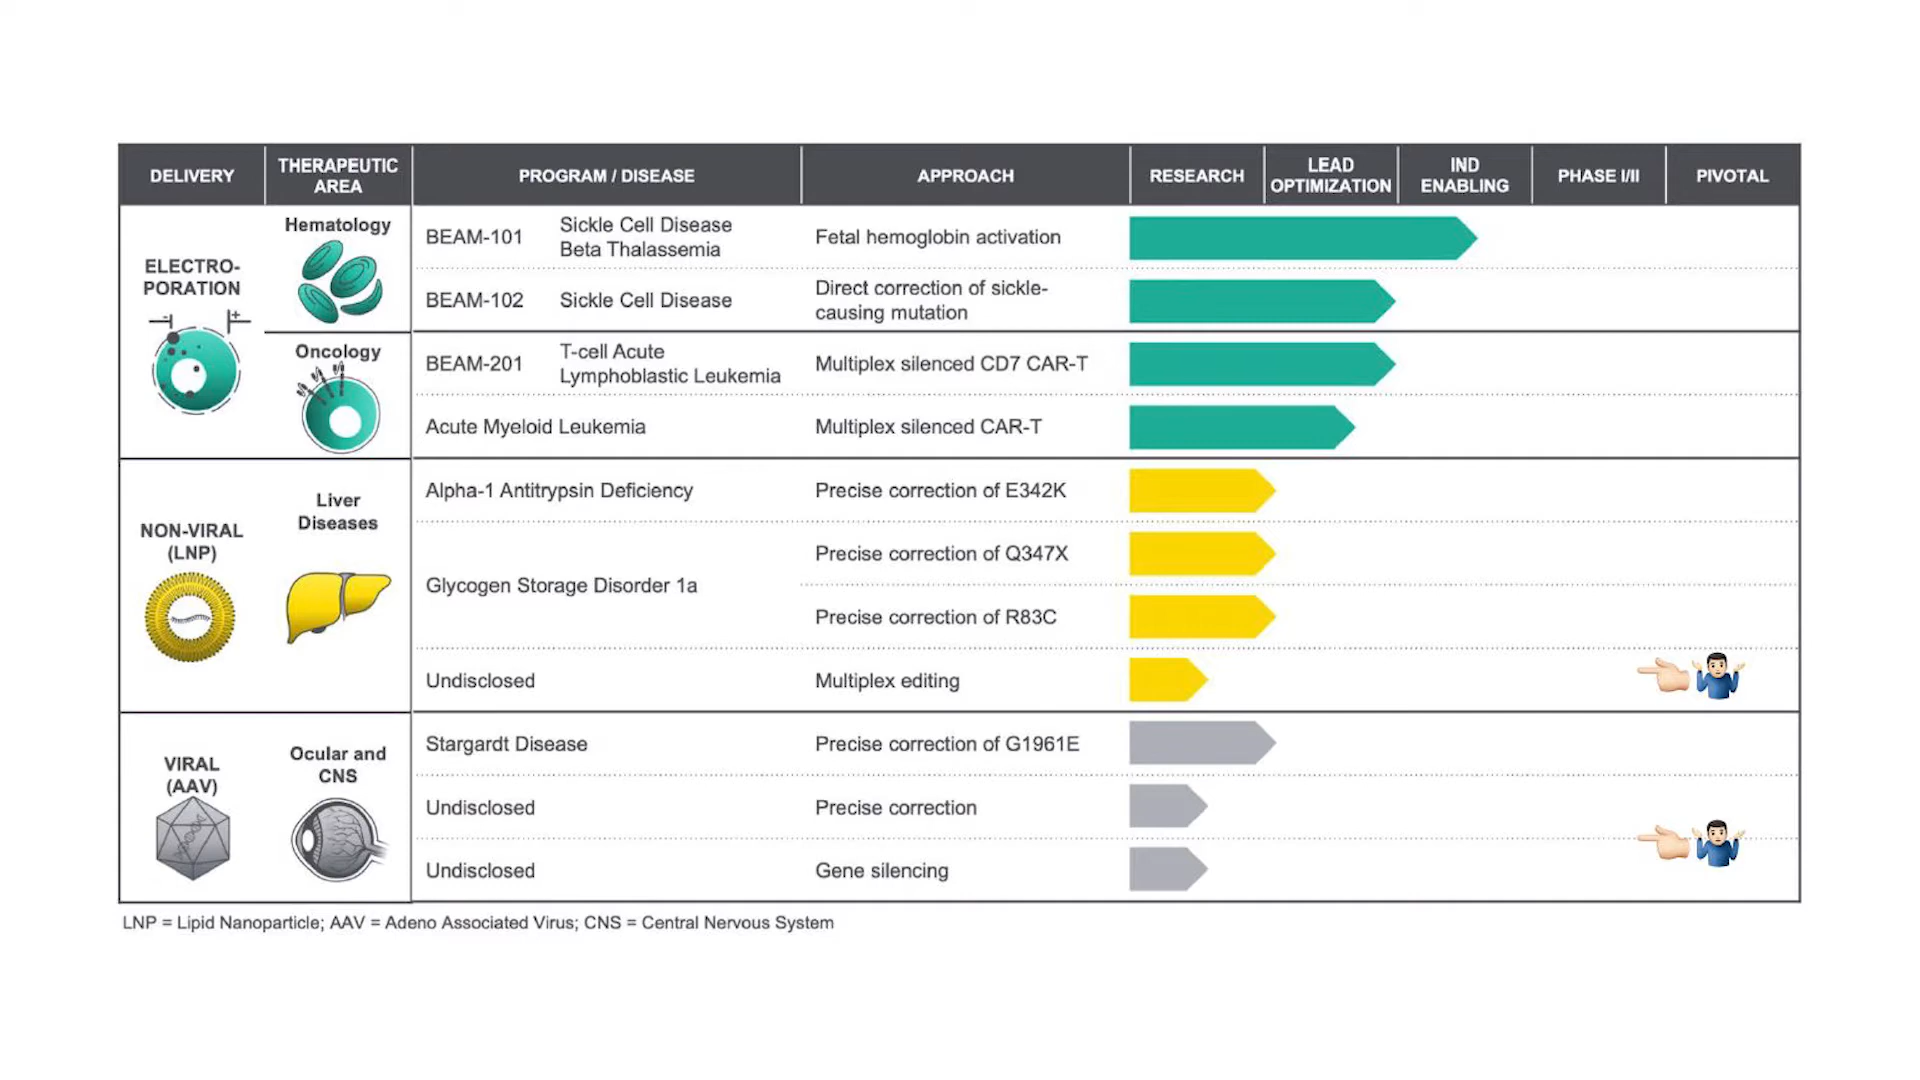 DELIVERY
THERAPEUTIC
AREA
PROGRAM / DISEASE
APPROACH
RESEARCH
LEAD
OPTIMIZATION
IND
ENABLING
PHASE I/II
PIVOTAL
ELECTRO-
PORATION
- +
Hematology
BEAM-101
Sickle Cell Disease
Beta Thalassemia
Fetal hemoglobin activation
BEAM-102
Sickle Cell Disease
Direct correction of sickle-
causing mutation
Oncology
BEAM-201
T-cell Acute
Lymphoblastic Leukemia
Multiplex silenced CD7 CAR-T
Acute Myeloid Leukemia
Multiplex silenced CAR-T
NON-VIRAL
(LNP)
Liver
Diseases
Alpha-1 Antitrypsin Deficiency
Precise correction of E342K
Glycogen Storage Disorder 1a
Precise correction of Q347X
Precise correction of R83C
Undisclosed
Multiplex editing
VIRAL
(AAV)
Ocular and
CNS
Stargardt Disease
Precise correction of G1961E
Undisclosed
Precise correction
Undisclosed
Gene silencing
LNP = Lipid Nanoparticle; AAV = Adeno Associated Virus; CNS = Central Nervous System